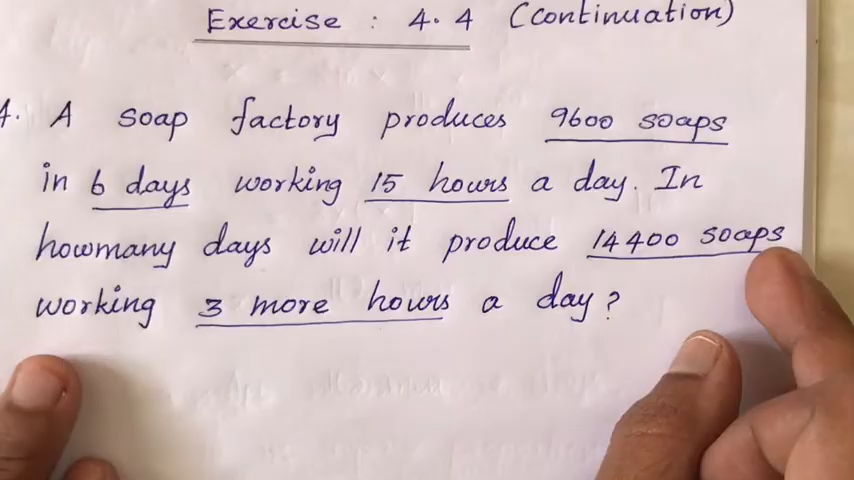 Exercise : 4.4 (Continuation)
4. A soap factory produces 9600 soaps
in 6 days working 15 hours a day. In
howmany days will it produce 14400 soaps
working 3 more hours a day?